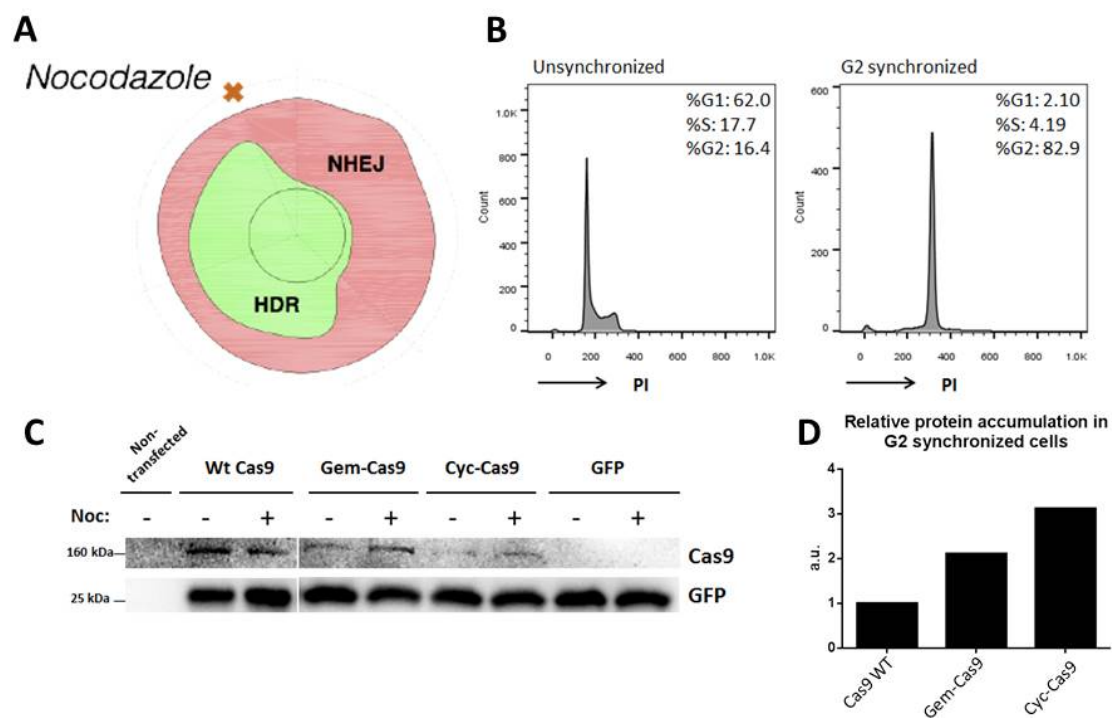 A
Nocodazole
NHEJ
HDR
B
Unsynchronized
%G1: 62.0
%S: 17.7
%G2: 16.4
Count
1.0K
800
600
400
200
0
0 200 400 600 800 1.0K
PI
G2 synchronized
%G1: 2.10
%S: 4.19
%G2: 82.9
Count
600
400
200
0
0 200 400 600 800 1.0K
PI
C
Non-
transfected
Wt Cas9 Gem-Cas9 Cyc-Cas9 GFP
Noc: - - + - + - + - +
160 kDa
Cas9
25 kDa
GFP
D
Relative protein accumulation in
G2 synchronized cells
a.u.
4
3
2
1
0
Cas9 WT
Gem-Cas9
Cyc-Cas9